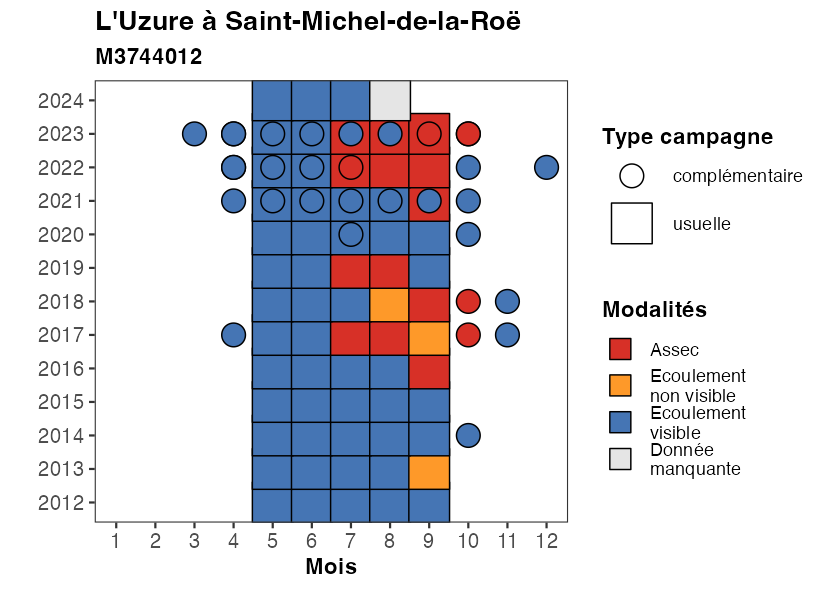 L'Uzure à Saint-Michel-de-la-Roë
M3744012
2024
2023
2022
2021
2020
2019
2018
2017
2016
2015
2014
2013
2012
1 2 3 4 5 6 7 8 9 10 11 12
Mois
Type campagne
complémentaire
usuelle
Modalités
Assec
Ecoulement
non visible
Ecoulement
visible
Donnée
manquante